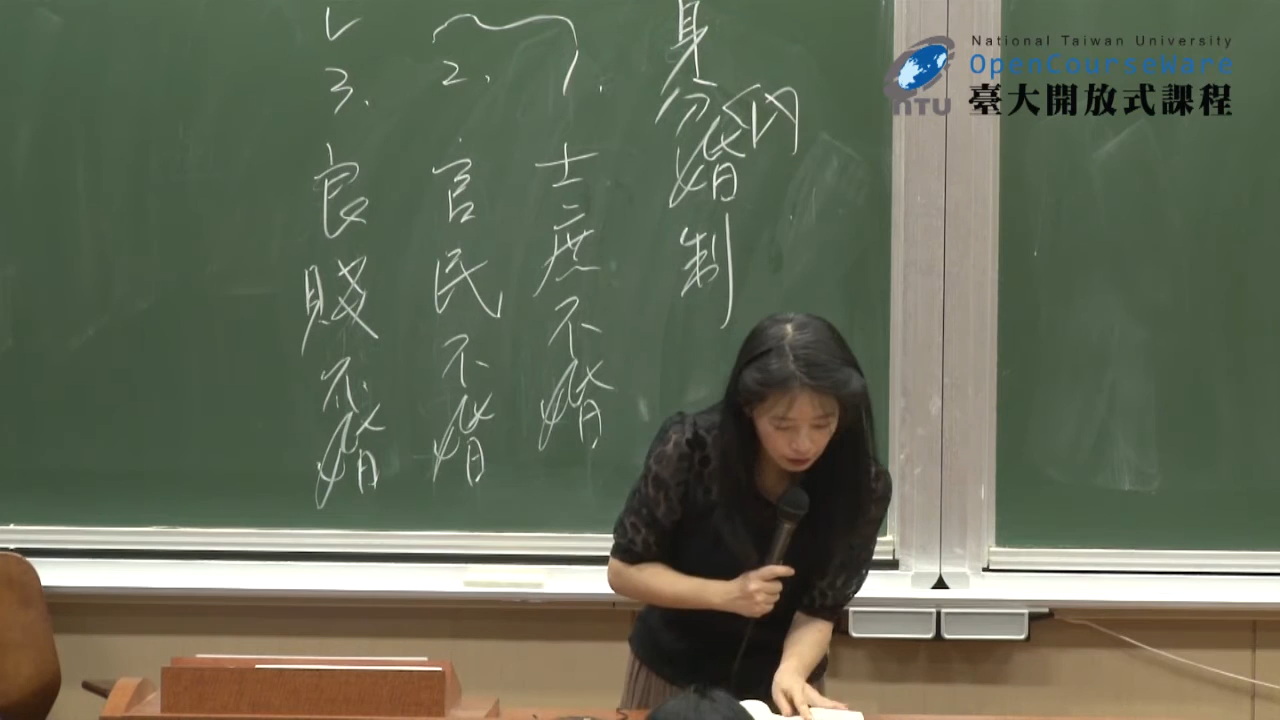 身分內婚制
1. 士庶不婚
2. 官民不婚
3. 良賤不婚
National Taiwan University
OpenCourseWare
臺大開放式課程
NTU